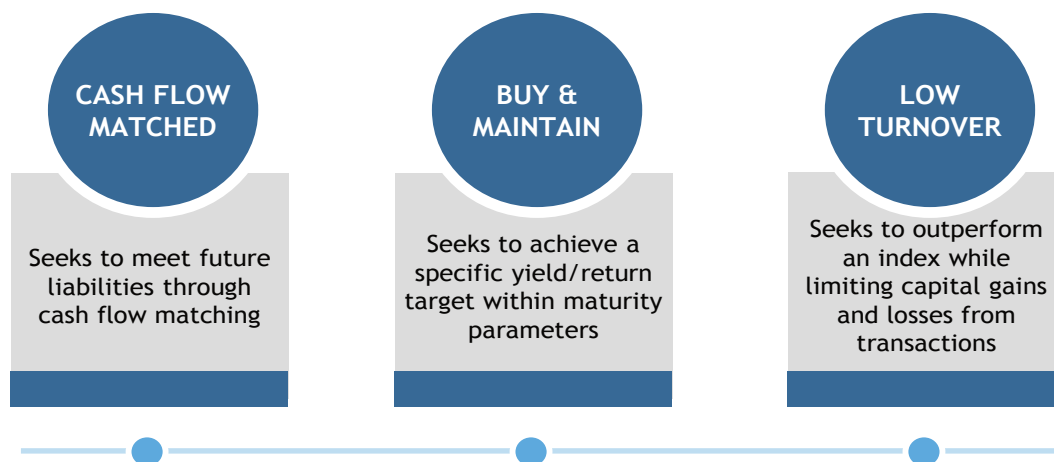 CASH FLOW
MATCHED
Seeks to meet future
liabilities through
cash flow matching
BUY &
MAINTAIN
Seeks to achieve a
specific yield/return
target within maturity
parameters
LOW
TURNOVER
Seeks to outperform
an index while
limiting capital gains
and losses from
transactions